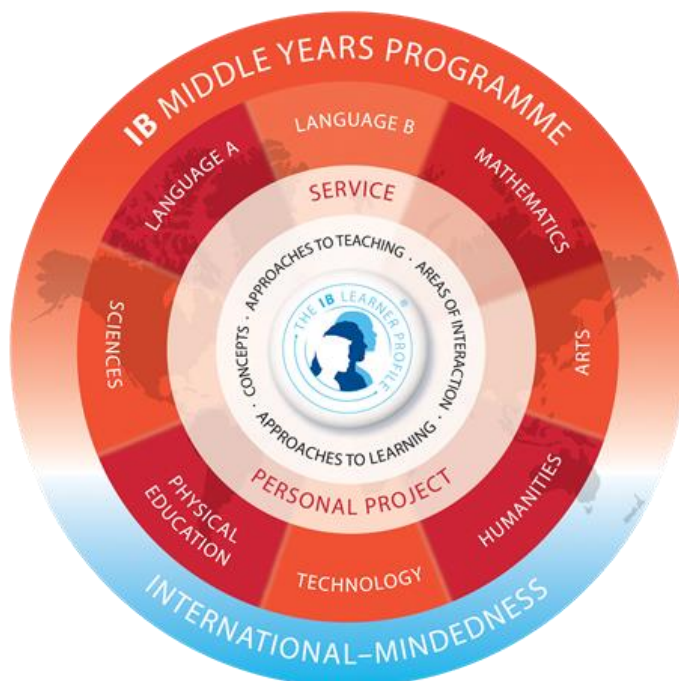 IB MIDDLE YEARS PROGRAMME
LANGUAGE A
LANGUAGE B
MATHEMATICS
SCIENCES
ARTS
PHYSICAL
EDUCATION
TECHNOLOGY
HUMANITIES
SERVICE
PERSONAL PROJECT
CONCEPTS · APPROACHES TO TEACHING · AREAS OF INTERACTION · APPROACHES TO LEARNING ·
THE IB LEARNER PROFILE ®
INTERNATIONAL–MINDEDNESS